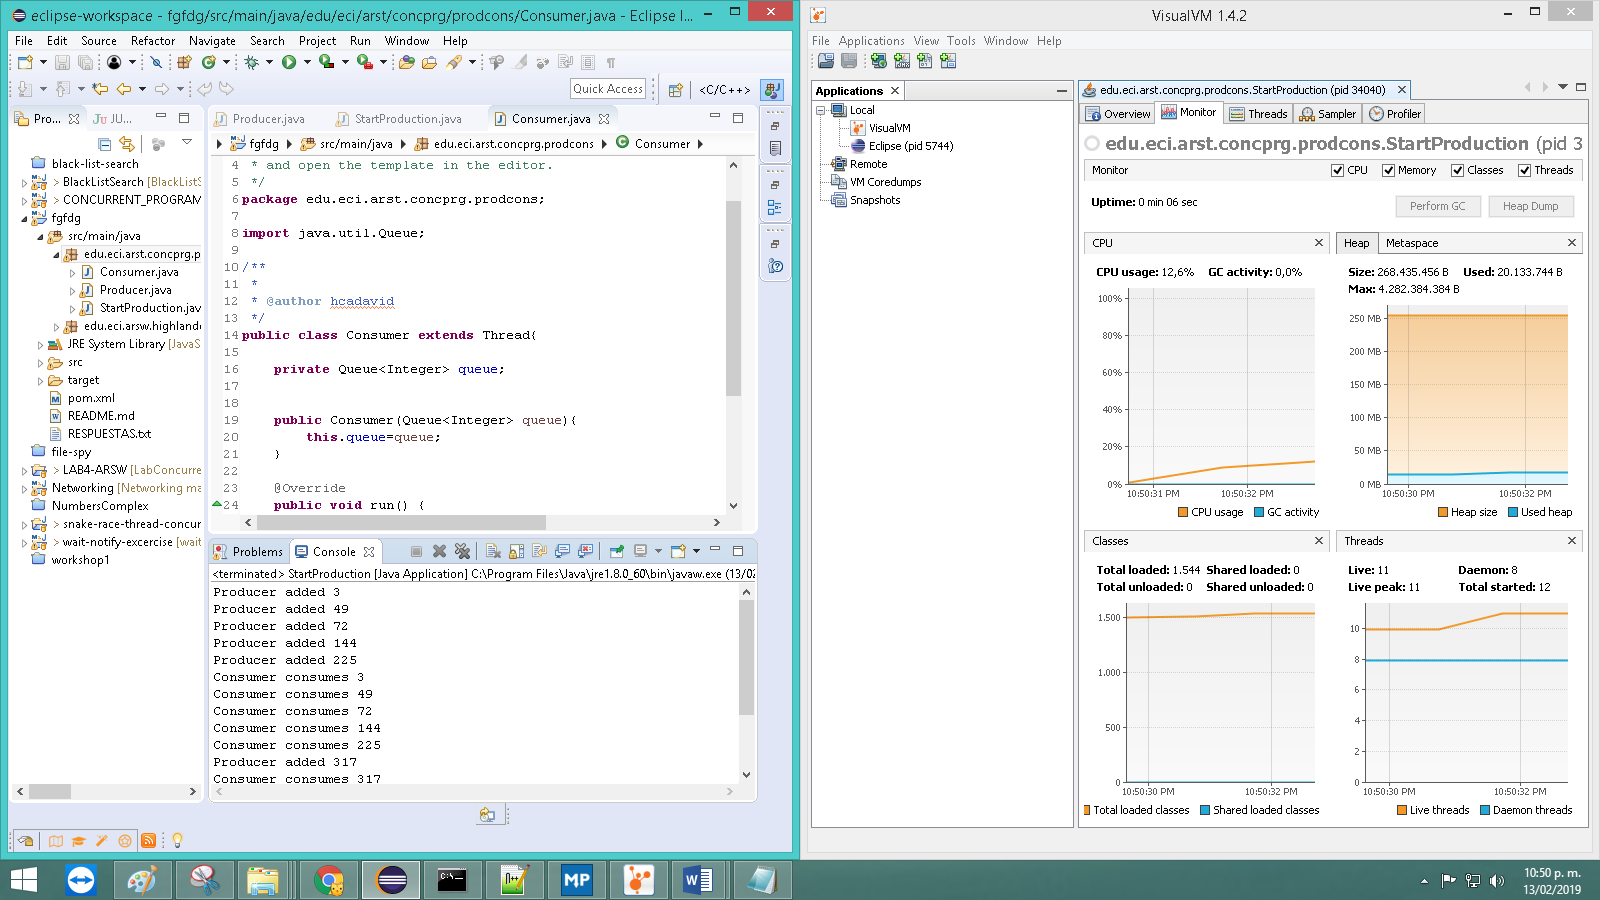 eclipse-workspace - fgfdg/src/main/java/edu/eci/arst/concprg/prodcons/Consumer.java - Eclipse I...
File Edit Source Refactor Navigate Search Project Run Window Help
Quick Access
<C/C++>
Pro...
JU...
black-list-search
> BlackListSearch [BlackListS
> CONCURRENT_PROGRAM
fgfdg
src/main/java
edu.eci.arst.concprg.p
Consumer.java
Producer.java
StartProduction.jav
edu.eci.arsw.highlande
JRE System Library [JavaS
src
target
pom.xml
README.md
RESPUESTAS.txt
file-spy
> LAB4-ARSW [LabConcurre
Networking [Networking ma
NumbersComplex
> snake-race-thread-concur
> wait-notify-excercise [wait
workshop1
Producer.java StartProduction.java Consumer.java
fgfdg src/main/java edu.eci.arst.concprg.prodcons Consumer
4 * and open the template in the editor.
5 */
6 package edu.eci.arst.concprg.prodcons;
7
8 import java.util.Queue;
9
10 /**
11 *
12 * @author hcadavid
13 */
14 public class Consumer extends Thread{
15
16 private Queue<Integer> queue;
17
18
19 public Consumer(Queue<Integer> queue){
20 this.queue=queue;
21 }
22
23 @Override
24 public void run() {
Problems Console
<terminated> StartProduction [Java Application] C:\Program Files\Java\jre1.8.0_60\bin\javaw.exe (13/02
Producer added 3
Producer added 49
Producer added 72
Producer added 144
Producer added 225
Consumer consumes 3
Consumer consumes 49
Consumer consumes 72
Consumer consumes 144
Consumer consumes 225
Producer added 317
Consumer consumes 317
VisualVM 1.4.2
File Applications View Tools Window Help
Applications
Local
VisualVM
Eclipse (pid 5744)
Remote
VM Coredumps
Snapshots
edu.eci.arst.concprg.prodcons.StartProduction (pid 34040)
Overview Monitor Threads Sampler Profiler
edu.eci.arst.concprg.prodcons.StartProduction (pid 3
Monitor CPU Memory Classes Threads
Uptime: 0 min 06 sec
Perform GC Heap Dump
CPU
CPU usage: 12,6% GC activity: 0,0%
100%
80%
60%
40%
20%
0%
10:50:31 PM 10:50:32 PM
CPU usage GC activity
Heap Metaspace
Size: 268.435.456 B Used: 20.133.744 B
Max: 4.282.384.384 B
250 MB
200 MB
150 MB
100 MB
50 MB
0 MB
10:50:30 PM 10:50:32 PM
Heap size Used heap
Classes
Total loaded: 1.544 Shared loaded: 0
Total unloaded: 0 Shared unloaded: 0
1.500
1.000
500
0
10:50:30 PM 10:50:32 PM
Total loaded classes Shared loaded classes
Threads
Live: 11 Daemon: 8
Live peak: 11 Total started: 12
10
8
6
4
2
0
10:50:30 PM 10:50:32 PM
Live threads Daemon threads
C:\
MP
W
10:50 p. m.
13/02/2019